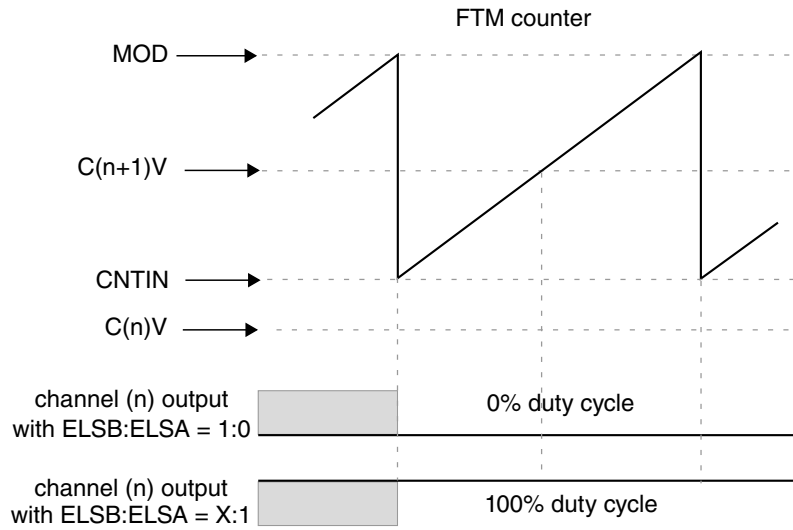 FTM counter
MOD
C(n+1)V
CNTIN
C(n)V
channel (n) output
with ELSB:ELSA = 1:0
0% duty cycle
channel (n) output
with ELSB:ELSA = X:1
100% duty cycle